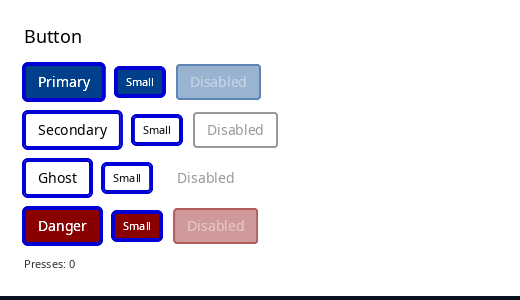 Button
Primary Small Disabled
Secondary Small Disabled
Ghost Small Disabled
Danger Small Disabled
Presses: 0